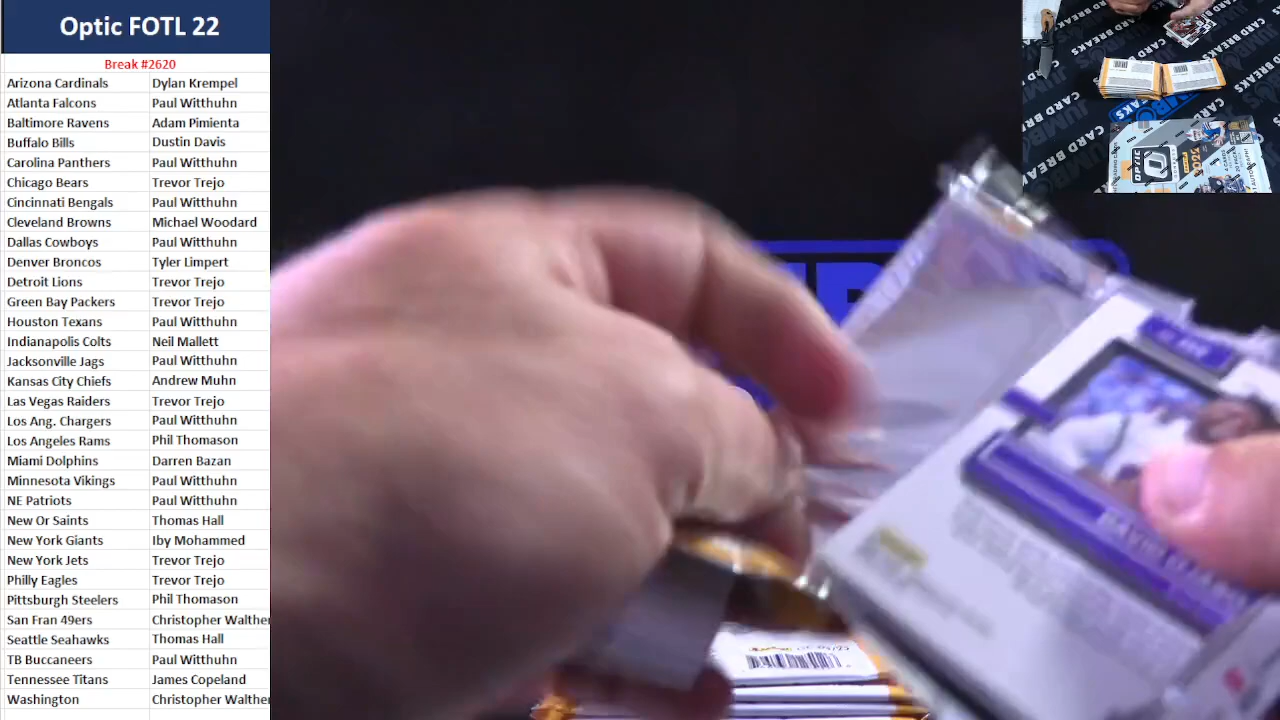 Optic FOTL 22
Break #2620
Arizona Cardinals Dylan Krempel
Atlanta Falcons Paul Witthuhn
Baltimore Ravens Adam Pimienta
Buffalo Bills Dustin Davis
Carolina Panthers Paul Witthuhn
Chicago Bears Trevor Trejo
Cincinnati Bengals Paul Witthuhn
Cleveland Browns Michael Woodard
Dallas Cowboys Paul Witthuhn
Denver Broncos Tyler Limpert
Detroit Lions Trevor Trejo
Green Bay Packers Trevor Trejo
Houston Texans Paul Witthuhn
Indianapolis Colts Neil Mallett
Jacksonville Jags Paul Witthuhn
Kansas City Chiefs Andrew Muhn
Las Vegas Raiders Trevor Trejo
Los Ang. Chargers Paul Witthuhn
Los Angeles Rams Phil Thomason
Miami Dolphins Darren Bazan
Minnesota Vikings Paul Witthuhn
NE Patriots Paul Witthuhn
New Or Saints Thomas Hall
New York Giants Iby Mohammed
New York Jets Trevor Trejo
Philly Eagles Trevor Trejo
Pittsburgh Steelers Phil Thomason
San Fran 49ers Christopher Walther
Seattle Seahawks Thomas Hall
TB Buccaneers Paul Witthuhn
Tennessee Titans James Copeland
Washington Christopher Walther
JUMBO
CARD BREAKS
OPTIC
2022